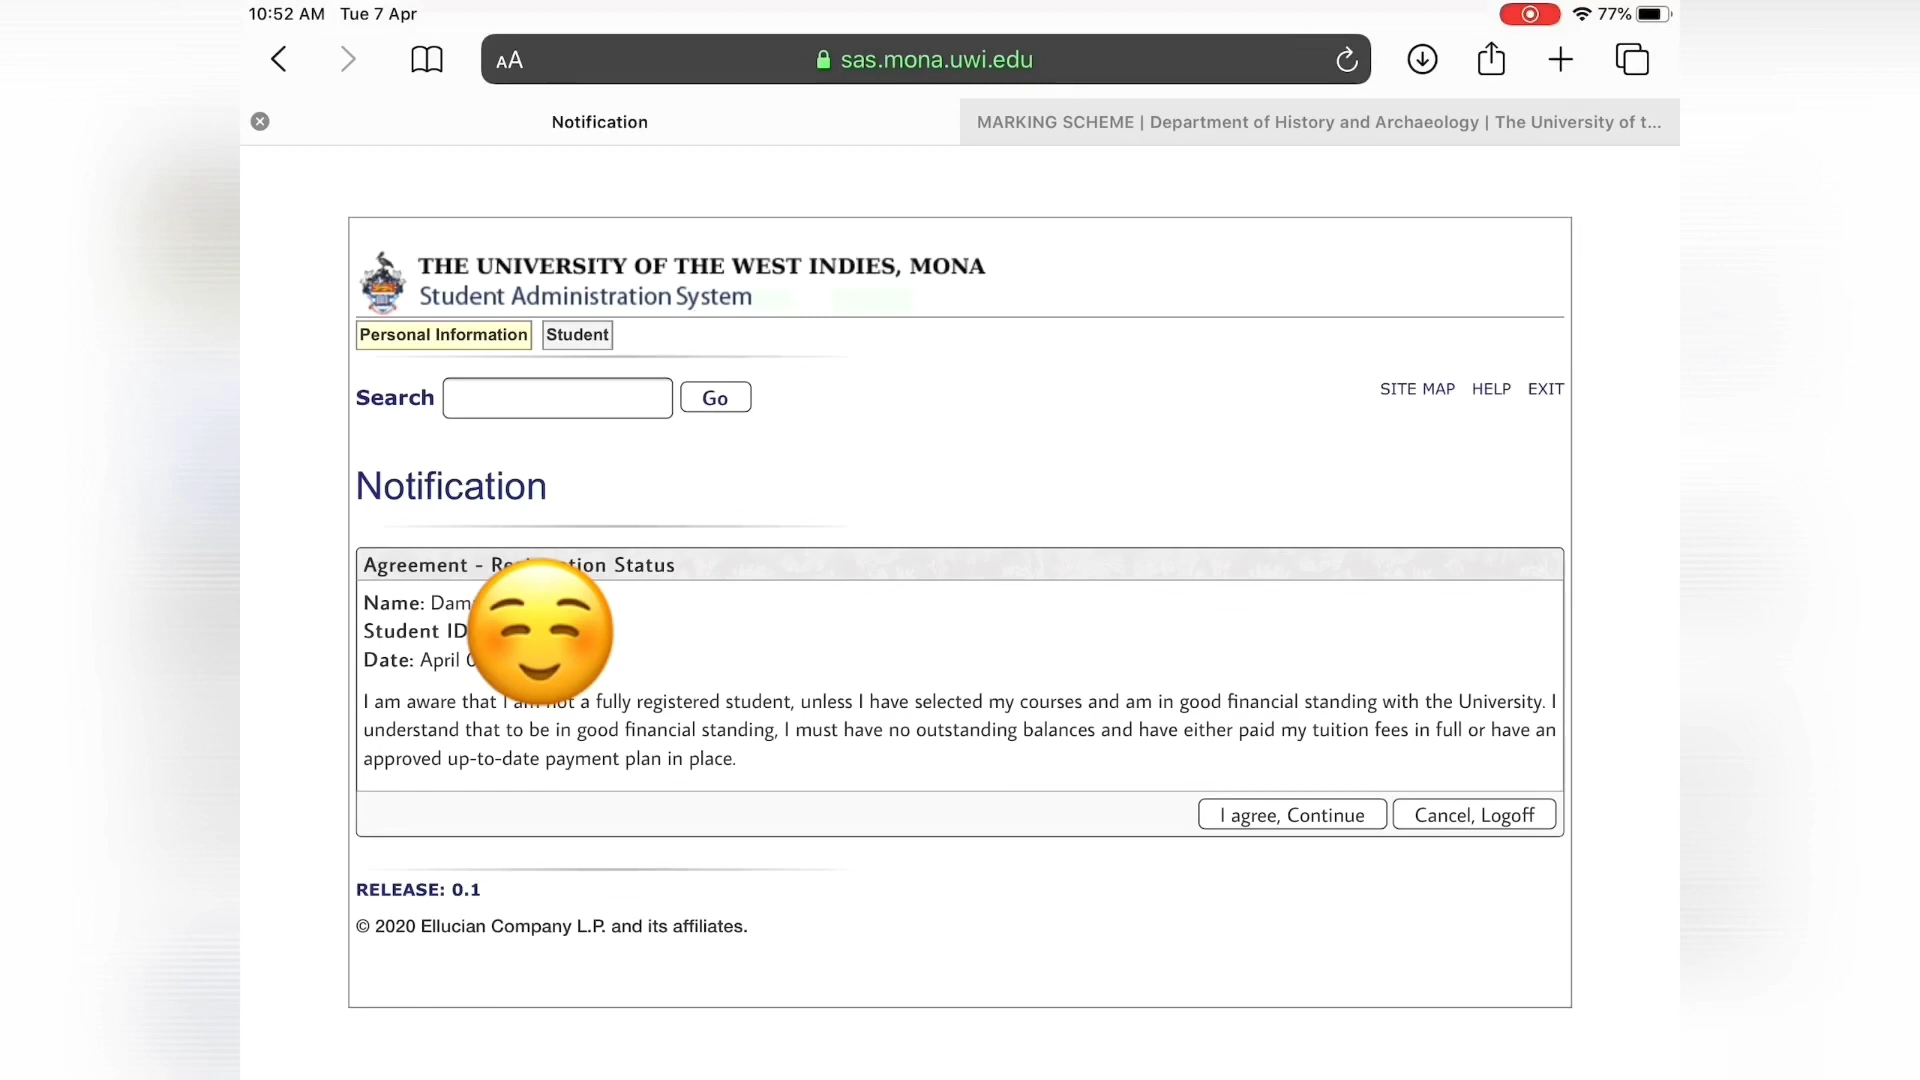 10:52 AM Tue 7 Apr
77%
AA sas.mona.uwi.edu
Notification
MARKING SCHEME | Department of History and Archaeology | The University of t...
THE UNIVERSITY OF THE WEST INDIES, MONA
Student Administration System
Personal Information Student
Search Go
SITE MAP HELP EXIT
Notification
Agreement - Status
Name:
Student ID
Date: April
I am aware that I am not a fully registered student, unless I have selected my courses and am in good financial standing with the University. I
understand that to be in good financial standing, I must have no outstanding balances and have either paid my tuition fees in full or have an
approved up-to-date payment plan in place.
I agree, Continue Cancel, Logoff
RELEASE: 0.1
© 2020 Ellucian Company L.P. and its affiliates.